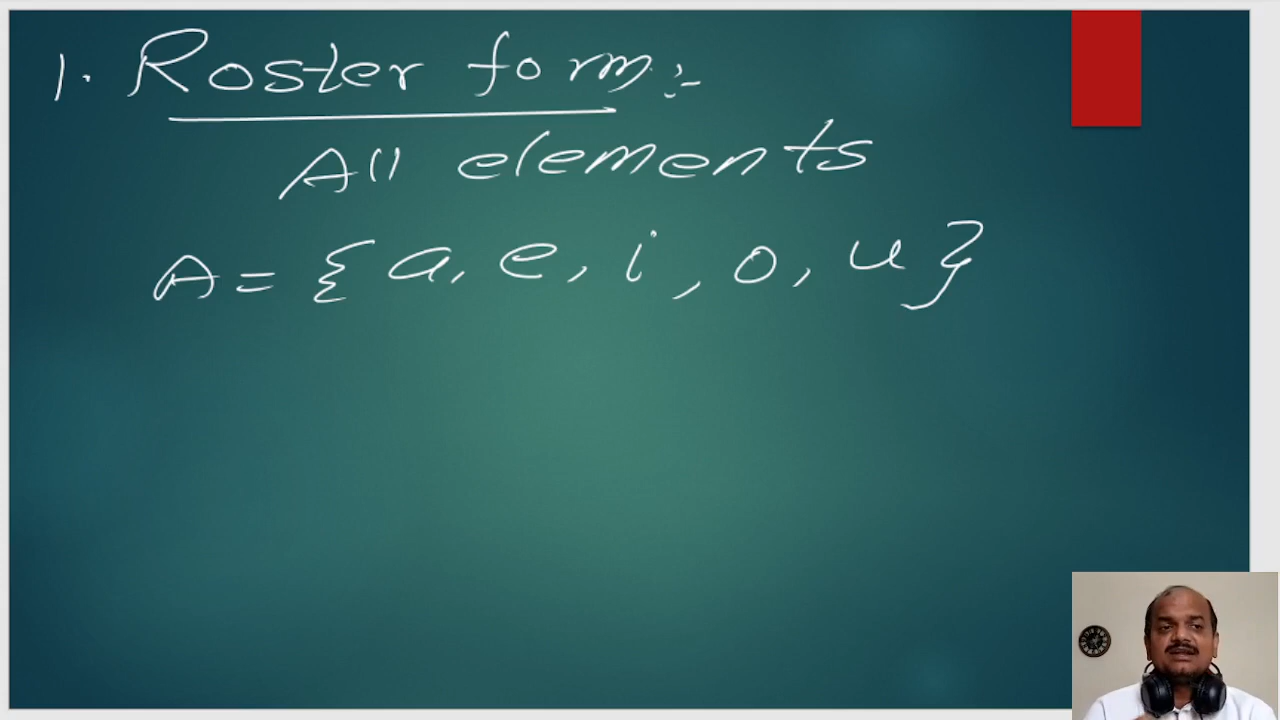 1. Roster form:-
All elements
A = { a, e, i, o, u }